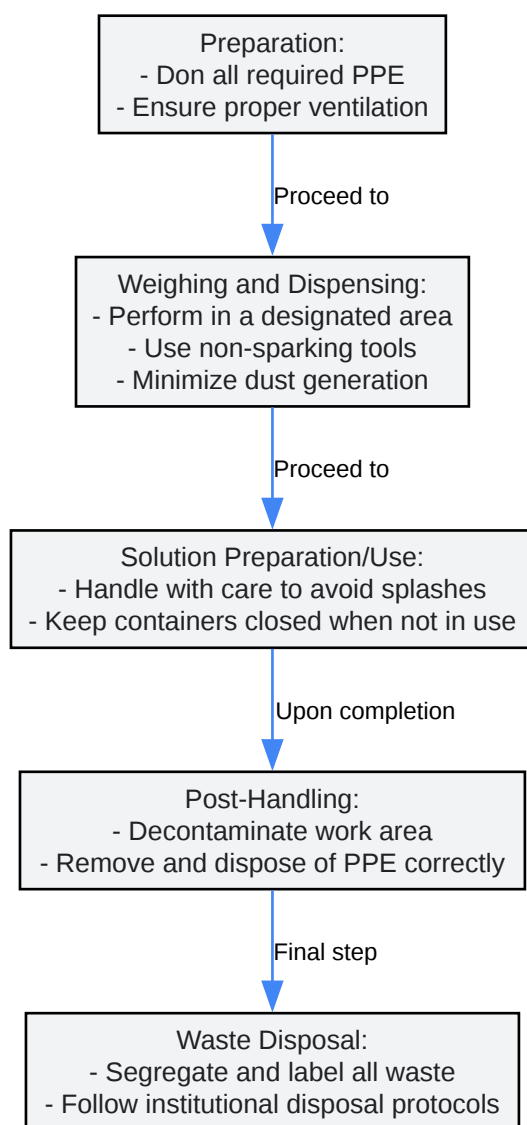 Preparation:
- Don all required PPE
- Ensure proper ventilation
Proceed to
Weighing and Dispensing:
- Perform in a designated area
- Use non-sparking tools
- Minimize dust generation
Proceed to
Solution Preparation/Use:
- Handle with care to avoid splashes
- Keep containers closed when not in use
Upon completion
Post-Handling:
- Decontaminate work area
- Remove and dispose of PPE correctly
Final step
Waste Disposal:
- Segregate and label all waste
- Follow institutional disposal protocols